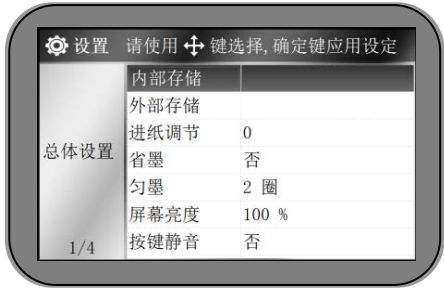 设置 请使用 键选择,确定键应用设定
总体设置
1/4
内部存储
外部存储
进纸调节 0
省墨 否
匀墨 2 圈
屏幕亮度 100 %
按键静音 否